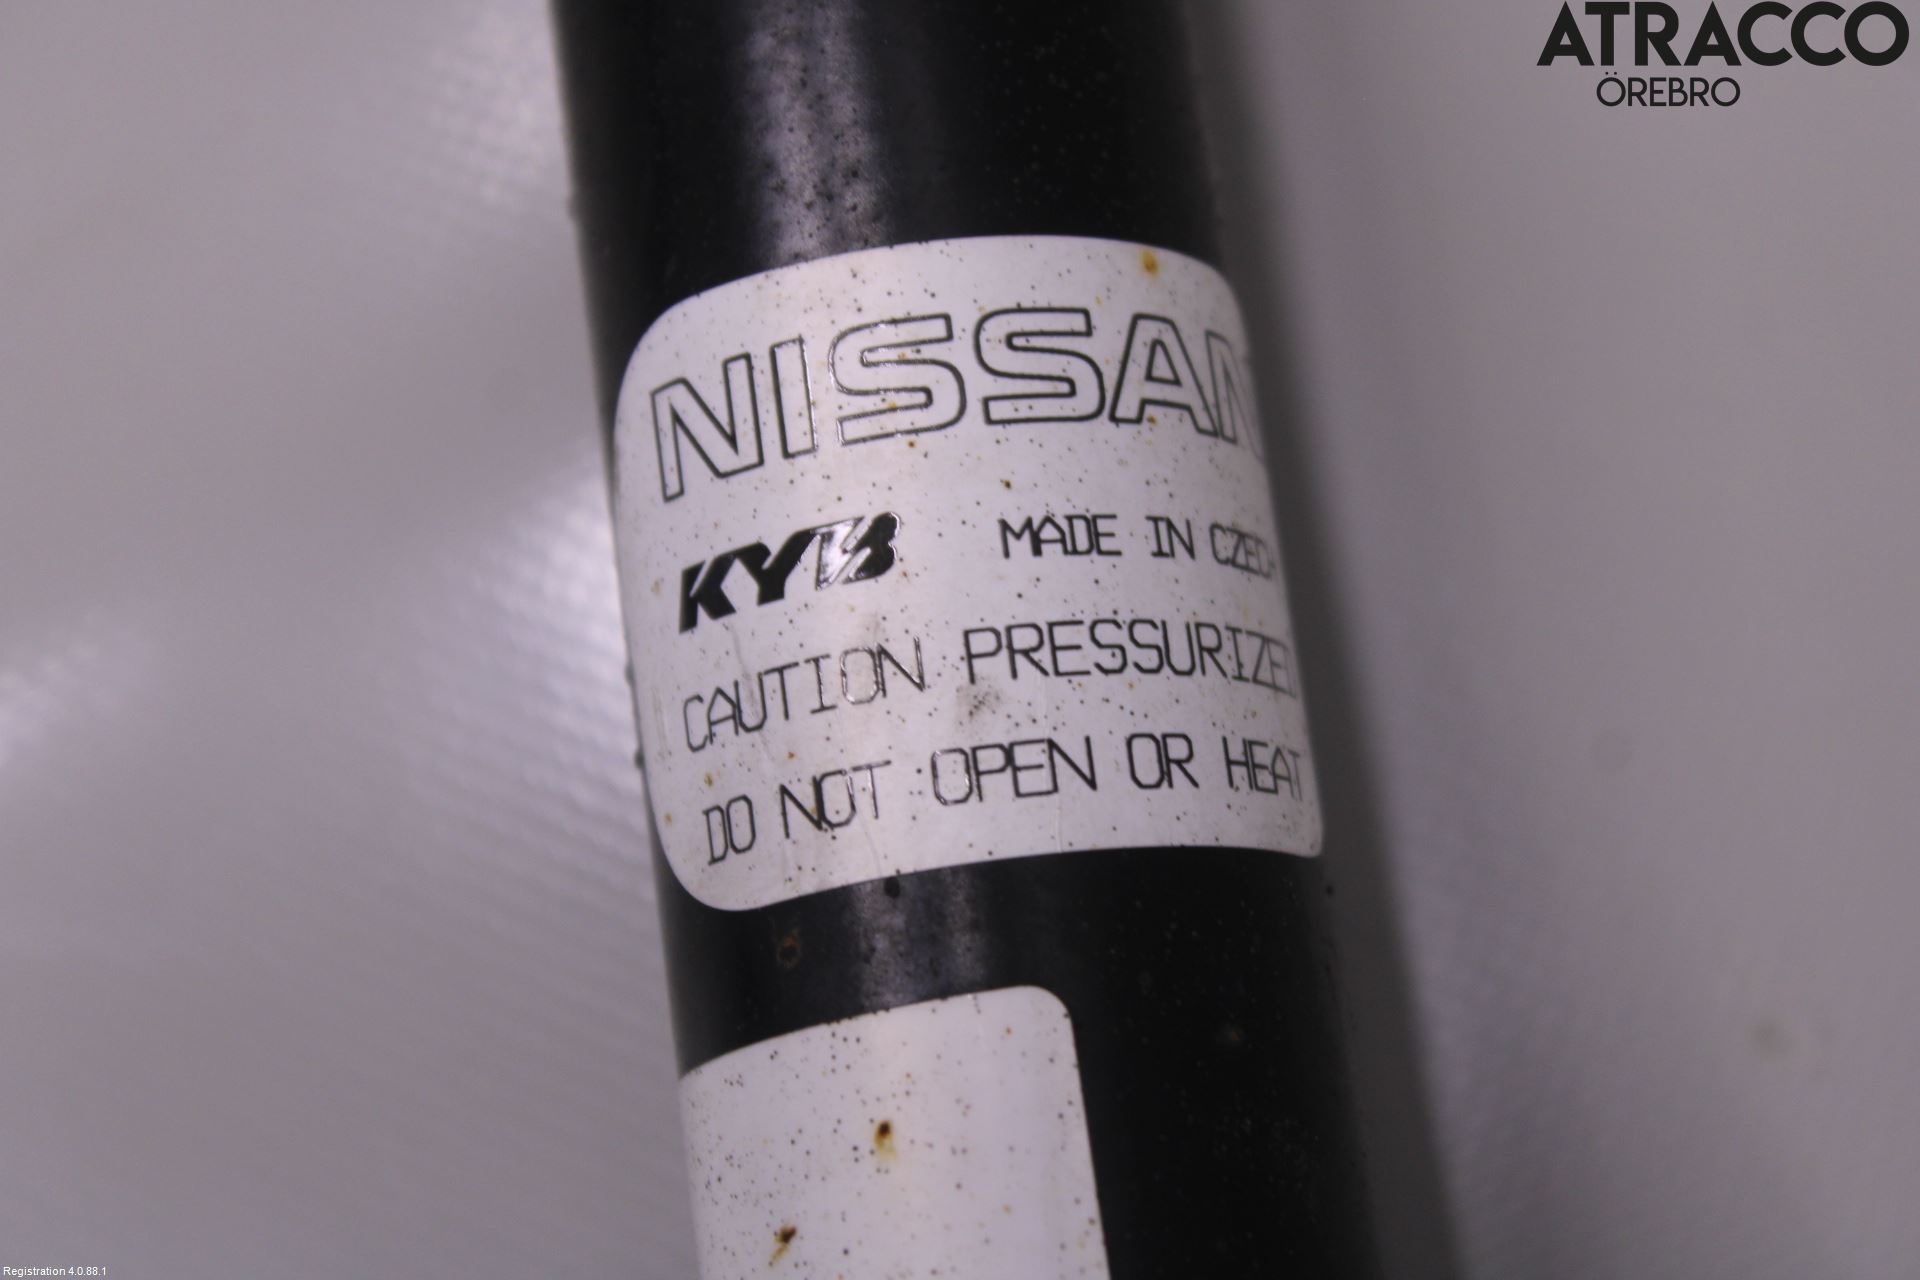 ATRACCO
ÖREBRO
NISSAN
KYB MADE IN CZECH
CAUTION PRESSURIZED
DO NOT OPEN OR HEAT
Registration 4.0.88.1